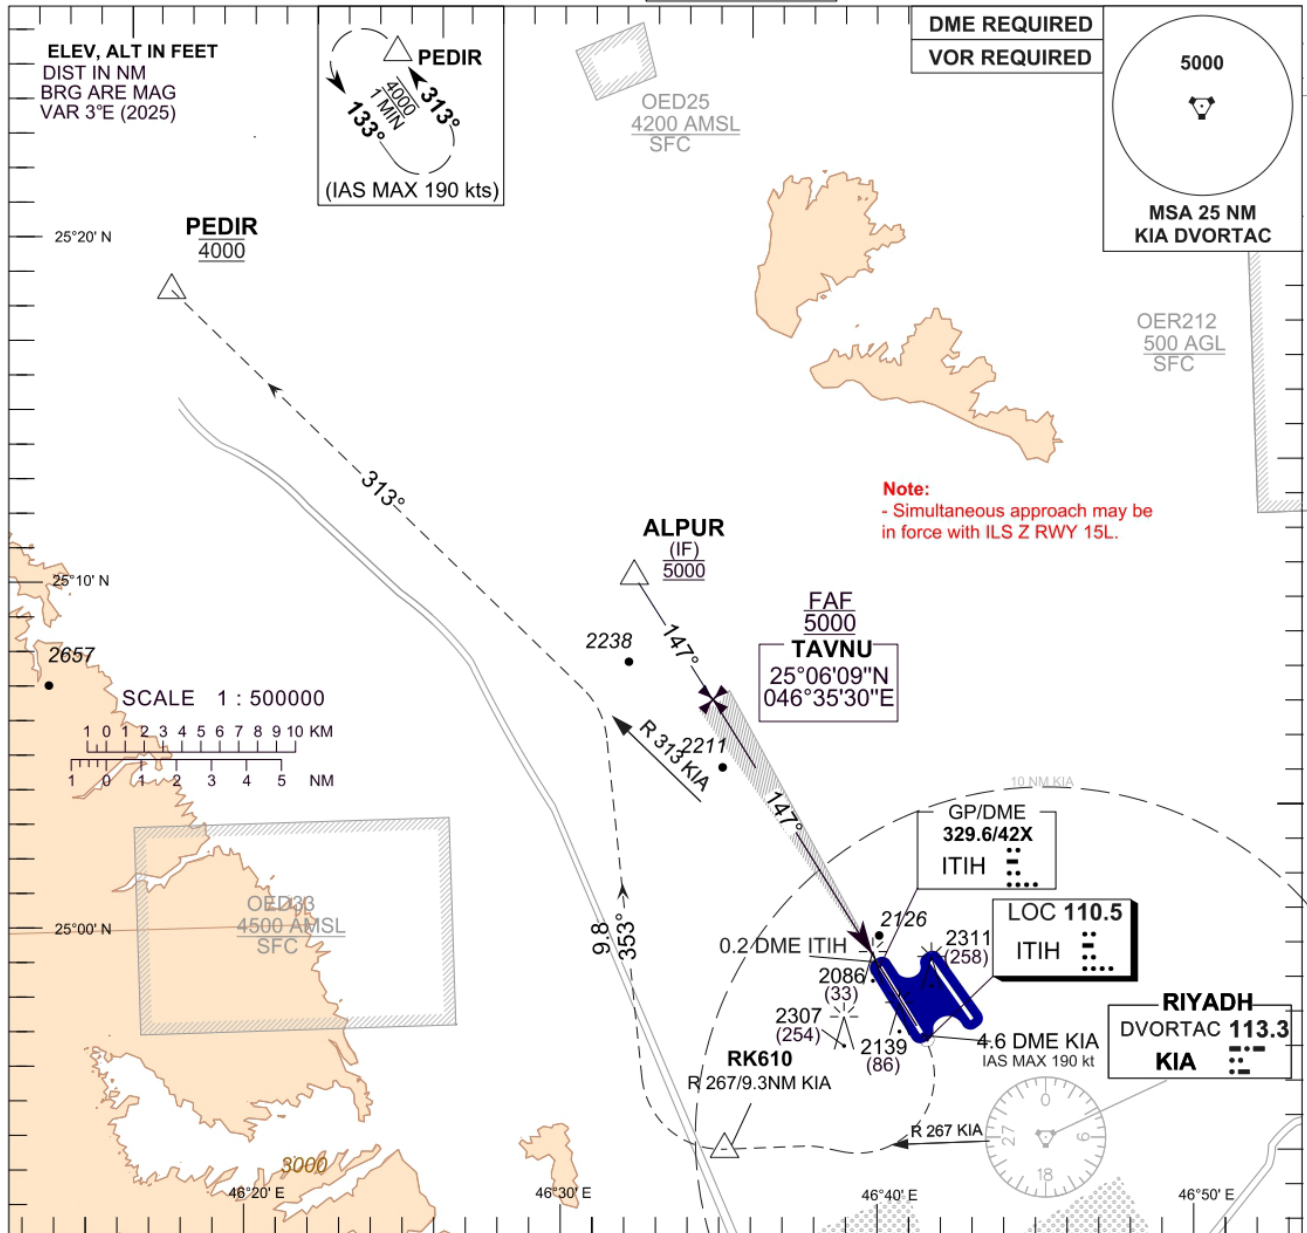 ELEV, ALT IN FEET
DIST IN NM
BRG ARE MAG
VAR 3°E (2025)
PEDIR
4000
1 MIN
313°
133°
(IAS MAX 190 kts)
OED25
4200 AMSL
SFC
DME REQUIRED
VOR REQUIRED
5000
MSA 25 NM
KIA DVORTAC
25°20' N
PEDIR
4000
OER212
500 AGL
SFC
313°
Note:
- Simultaneous approach may be
in force with ILS Z RWY 15L.
ALPUR
(IF)
5000
25°10' N
FAF
5000
TAVNU
25°06'09"N
046°35'30"E
147°
2238
2657
SCALE 1 : 500000
1 0 1 2 3 4 5 6 7 8 9 10 KM
1 0 1 2 3 4 5 NM
R 313 KIA
2211
147°
10 NM KIA
GP/DME
329.6/42X
ITIH
OED33
4500 AMSL
SFC
25°00' N
9.8
353°
0.2 DME ITIH
2126
2311
(258)
LOC 110.5
ITIH
2086
(33)
2307
(254)
2139
(86)
4.6 DME KIA
IAS MAX 190 kt
RIYADH
DVORTAC 113.3
KIA
RK610
R 267/9.3NM KIA
R 267 KIA
0
27
6
18
3000
46°20' E
46°30' E
46°40' E
46°50' E